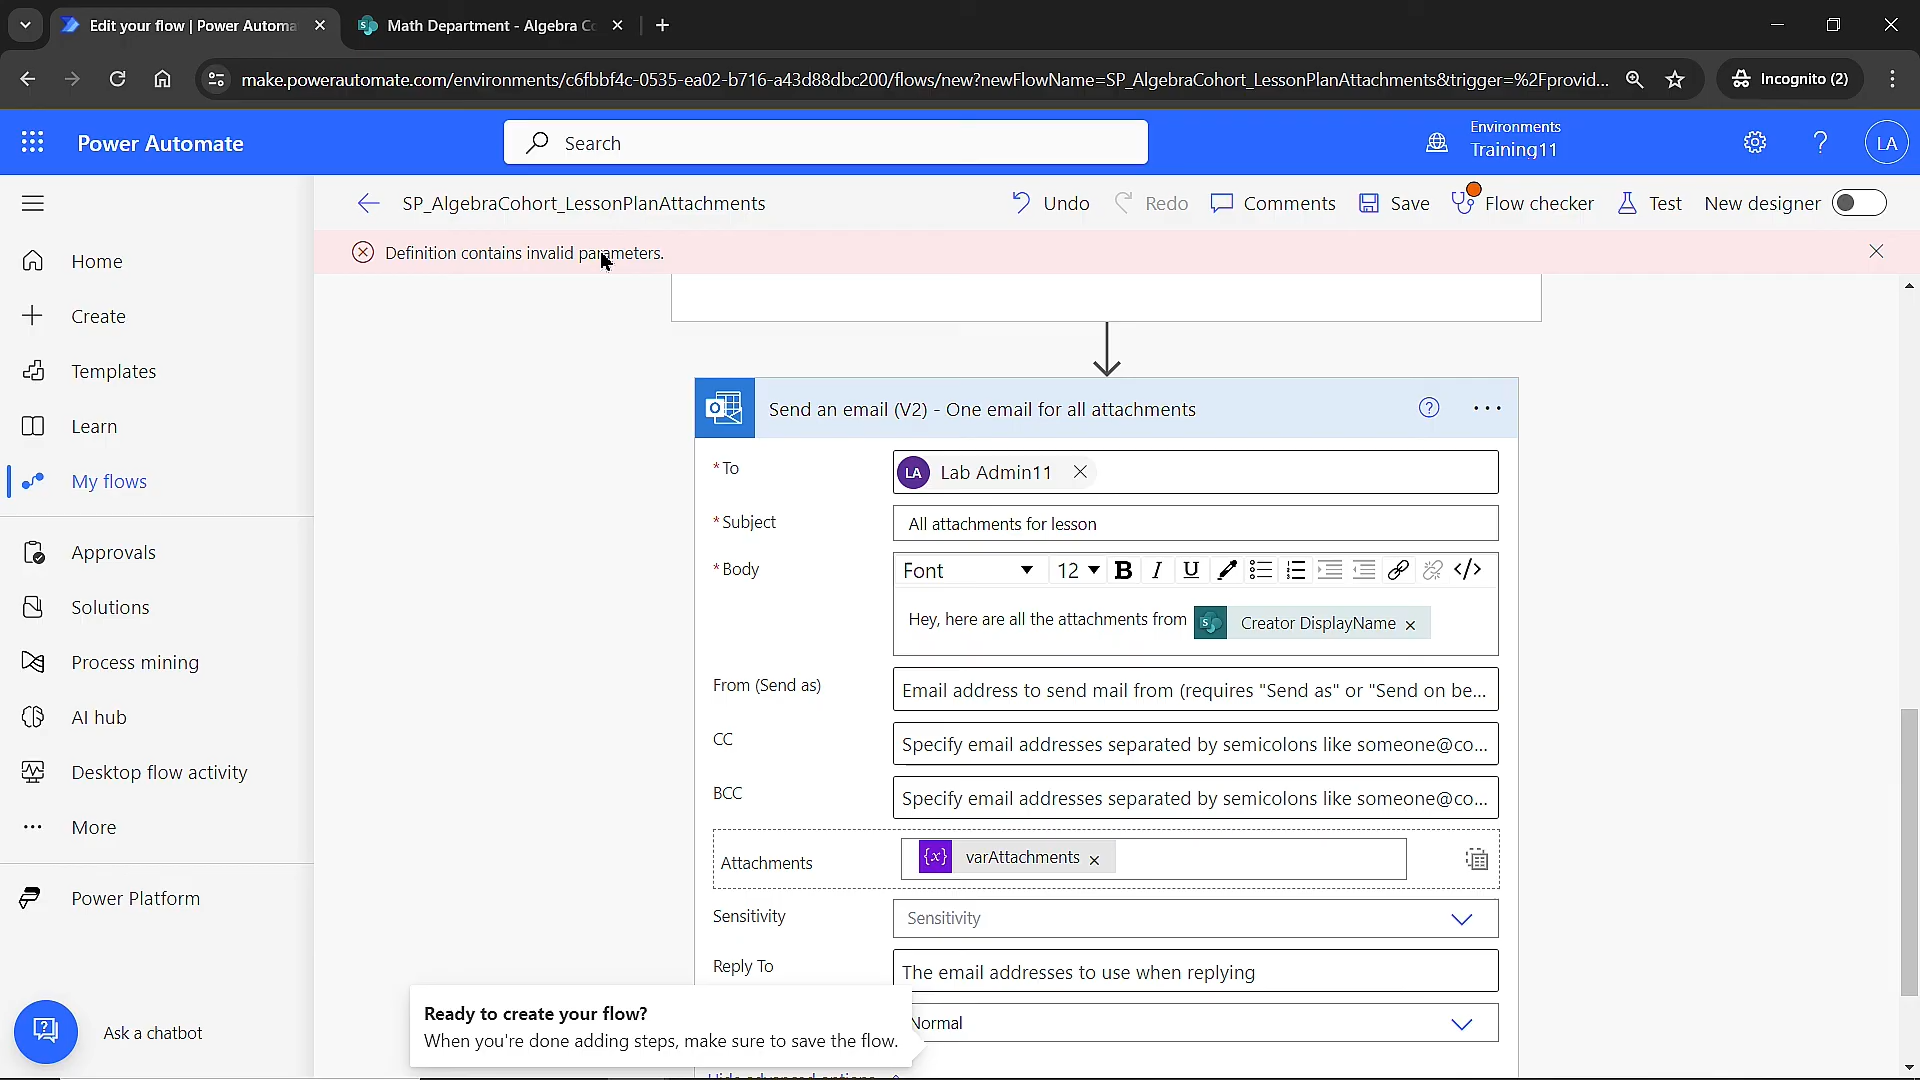 Edit your flow | Power Automa
Math Department - Algebra C
make.powerautomate.com/environments/c6fbbf4c-0535-ea02-b716-a43d88dbc200/flows/new?newFlowName=SP_AlgebraCohort_LessonPlanAttachments&trigger=%2Fprovid...
Incognito (2)
Power Automate
Search
Environments
Training11
LA
SP_AlgebraCohort_LessonPlanAttachments
Undo
Redo
Comments
Save
Flow checker
Test
New designer
Definition contains invalid parameters.
Home
Create
Templates
Learn
My flows
Approvals
Solutions
Process mining
AI hub
Desktop flow activity
More
Power Platform
Ask a chatbot
Send an email (V2) - One email for all attachments
* To
LA Lab Admin11
* Subject
All attachments for lesson
* Body
Font 12 B I U </>
Hey, here are all the attachments from Creator DisplayName
From (Send as)
Email address to send mail from (requires "Send as" or "Send on be...
CC
Specify email addresses separated by semicolons like someone@co...
BCC
Specify email addresses separated by semicolons like someone@co...
Attachments
{x} varAttachments
Sensitivity
Sensitivity
Reply To
The email addresses to use when replying
Normal
Ready to create your flow?
When you're done adding steps, make sure to save the flow.
Hide advanced options